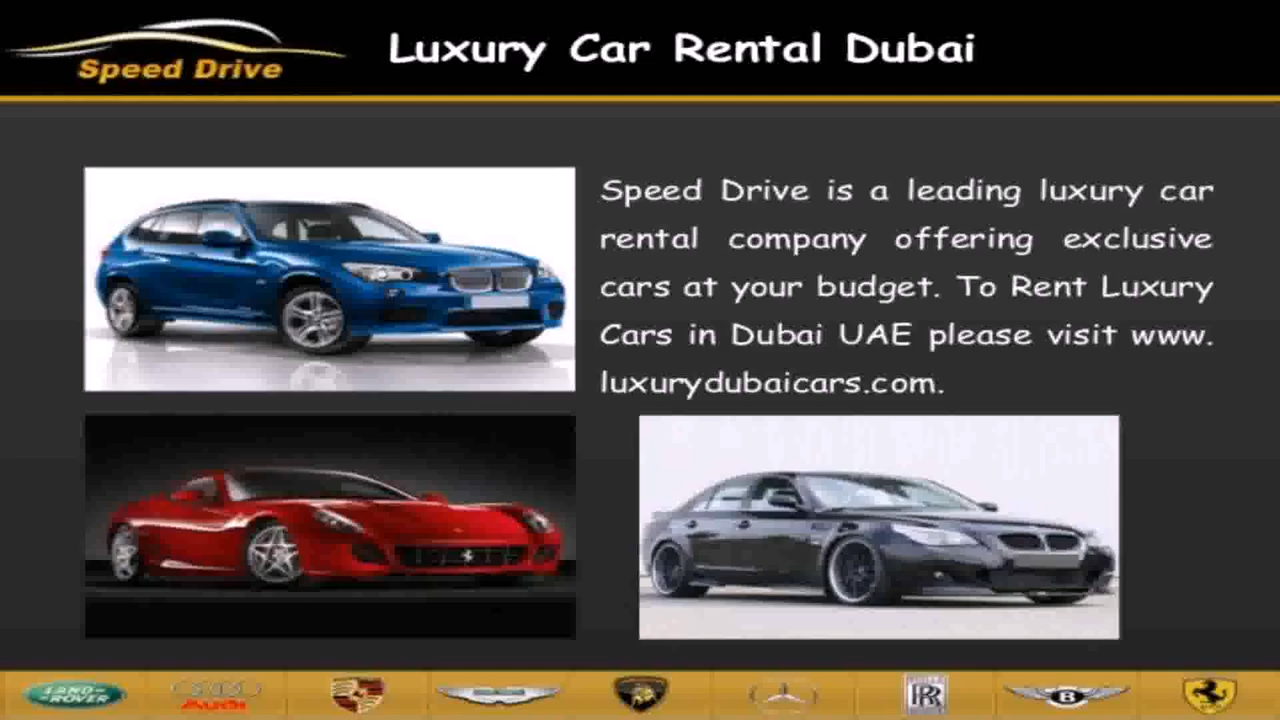 Speed Drive
Luxury Car Rental Dubai
Speed Drive is a leading luxury car
rental company offering exclusive
cars at your budget. To Rent Luxury
Cars in Dubai UAE please visit www.
luxurydubaicars.com.
LAND-
ROVER
Audi
RR
B